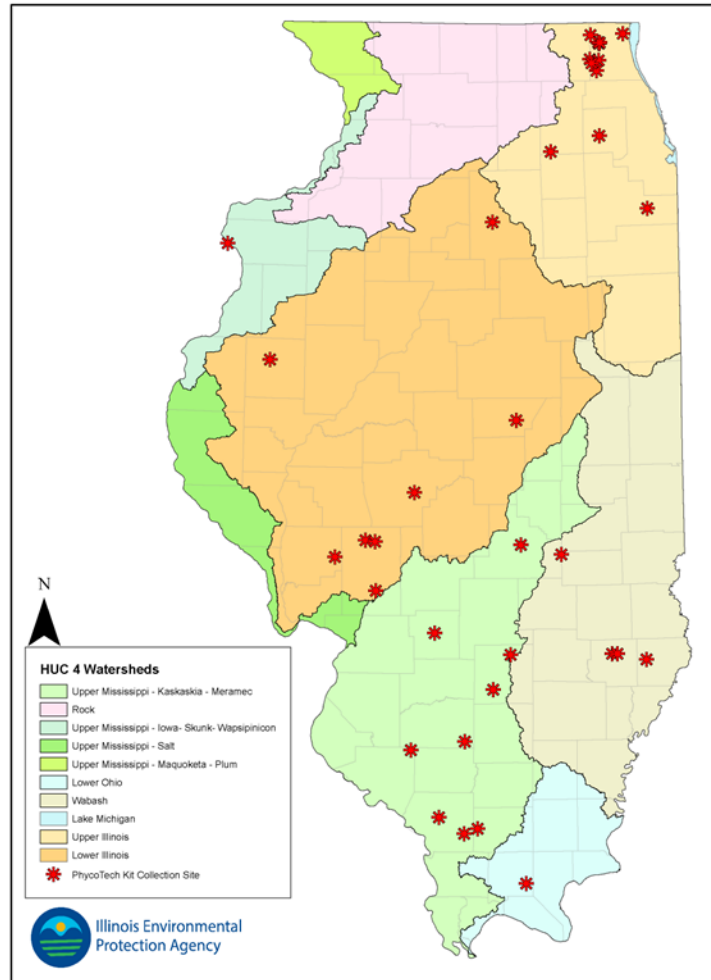 N
HUC 4 Watersheds
Upper Mississippi - Kaskaskia - Meramec
Rock
Upper Mississippi - Iowa- Skunk- Wapsipinicon
Upper Mississippi - Salt
Upper Mississippi - Maquoketa - Plum
Lower Ohio
Wabash
Lake Michigan
Upper Illinois
Lower Illinois
PhycoTech Kit Collection Site
Illinois Environmental
Protection Agency